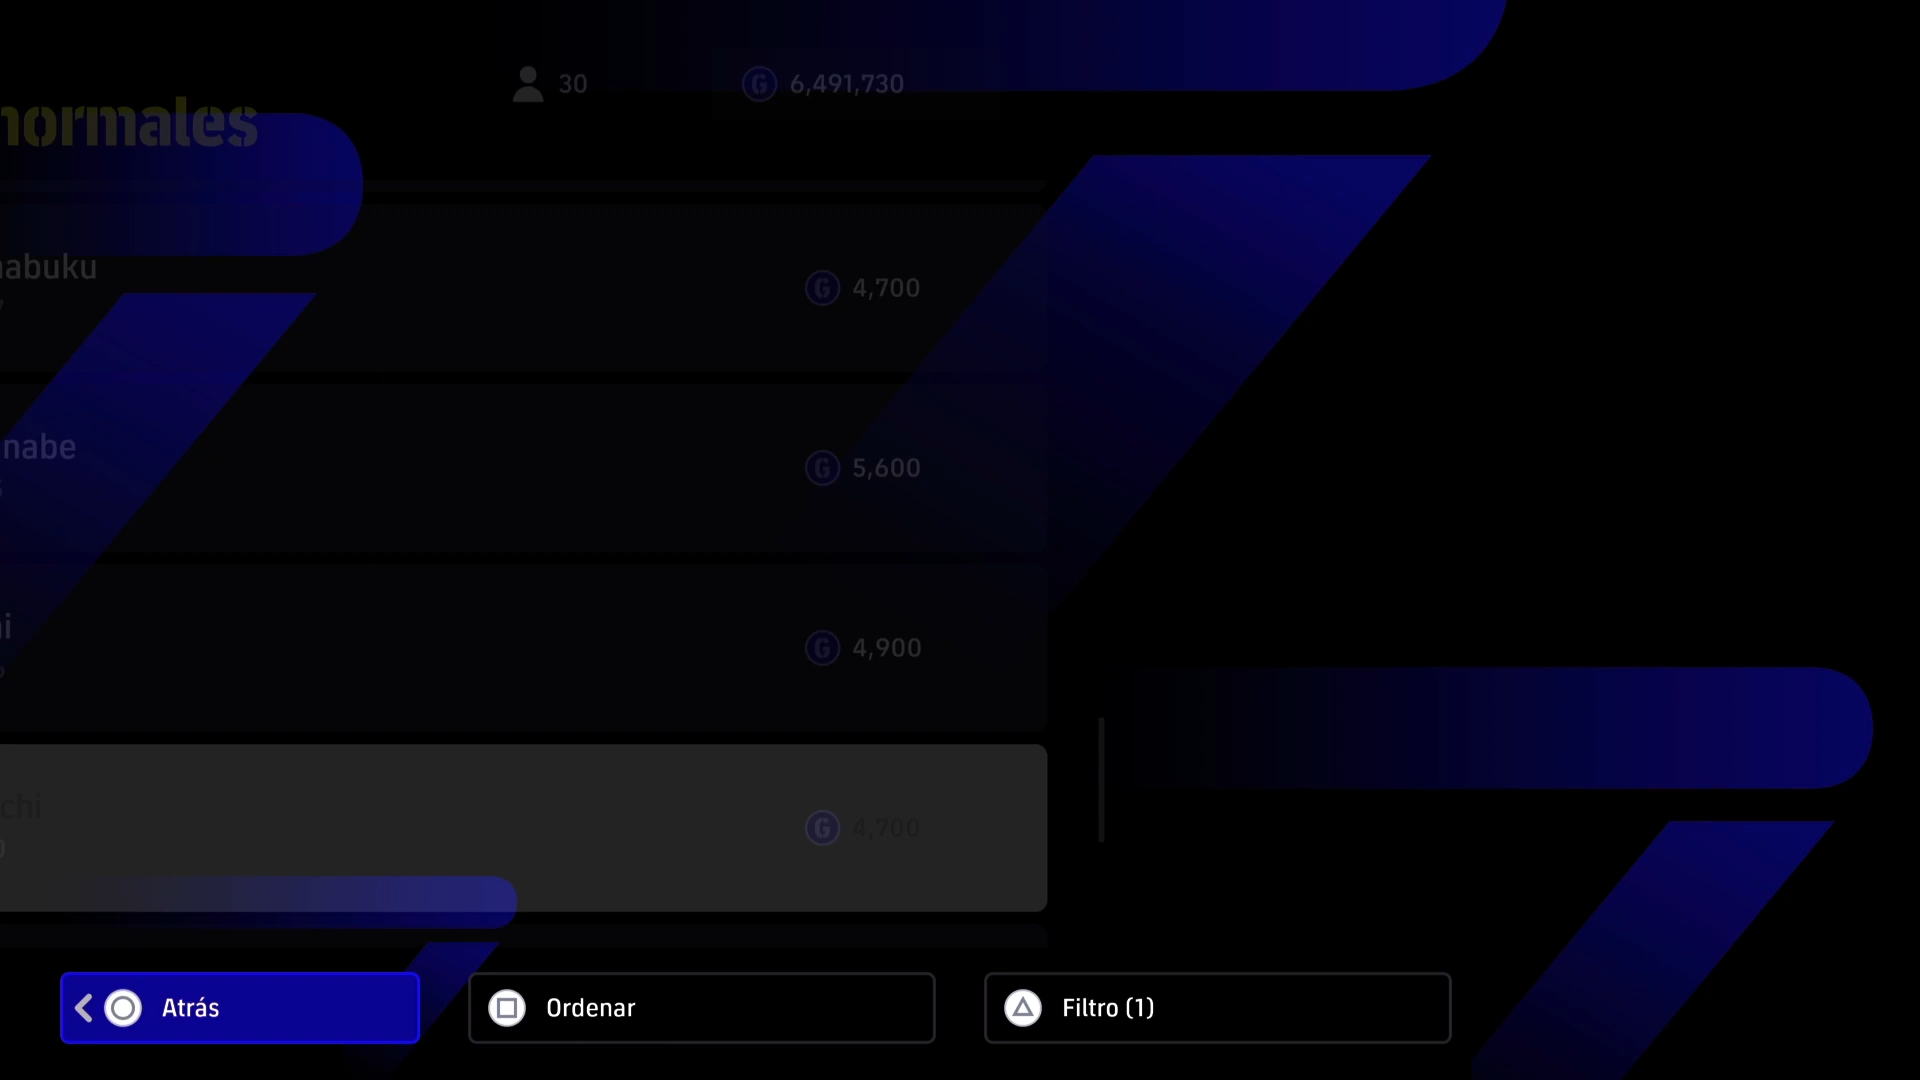 30
6,491,730
normales
nabuku
4,700
nabe
5,600
i
4,900
chi
4,700
Atrás
Ordenar
Filtro (1)